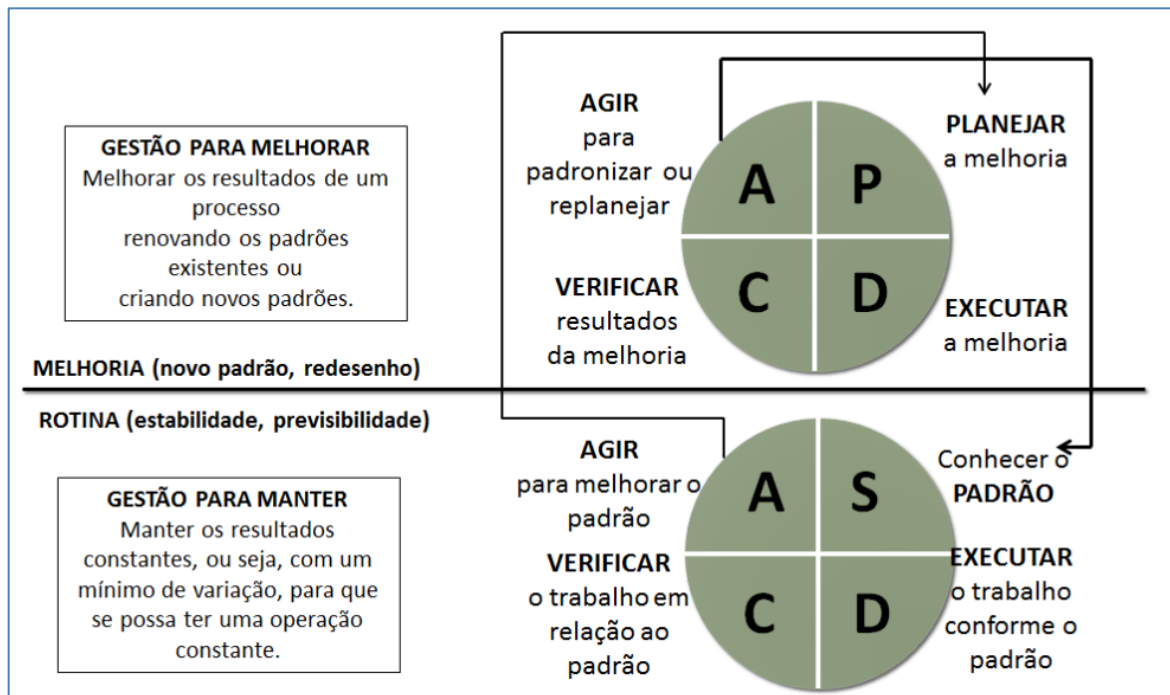 GESTÃO PARA MELHORAR
Melhorar os resultados de um
processo
renovando os padrões
existentes ou
criando novos padrões.
AGIR
para
padronizar ou
replanejar
A
P
PLANEJAR
a melhoria
VERIFICAR
resultados
da melhoria
C
D
EXECUTAR
a melhoria
MELHORIA (novo padrão, redesenho)
ROTINA (estabilidade, previsibilidade)
GESTÃO PARA MANTER
Manter os resultados
constantes, ou seja, com um
mínimo de variação, para que
se possa ter uma operação
constante.
AGIR
para melhorar o
padrão
A
S
Conhecer o
PADRÃO
VERIFICAR
o trabalho em
relação ao
padrão
C
D
EXECUTAR
o trabalho
conforme o
padrão